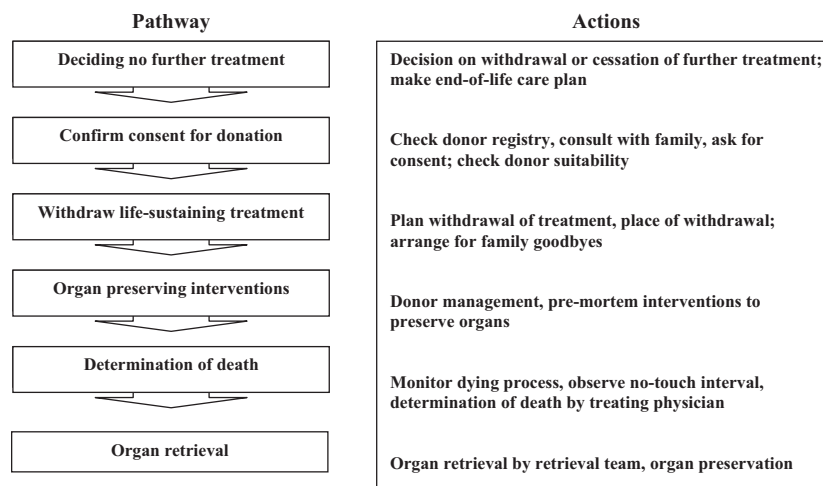 Pathway
Actions
Deciding no further treatment
Decision on withdrawal or cessation of further treatment;
make end-of-life care plan
Confirm consent for donation
Check donor registry, consult with family, ask for
consent; check donor suitability
Withdraw life-sustaining treatment
Plan withdrawal of treatment, place of withdrawal;
arrange for family goodbyes
Organ preserving interventions
Donor management, pre-mortem interventions to
preserve organs
Determination of death
Monitor dying process, observe no-touch interval,
determination of death by treating physician
Organ retrieval
Organ retrieval by retrieval team, organ preservation